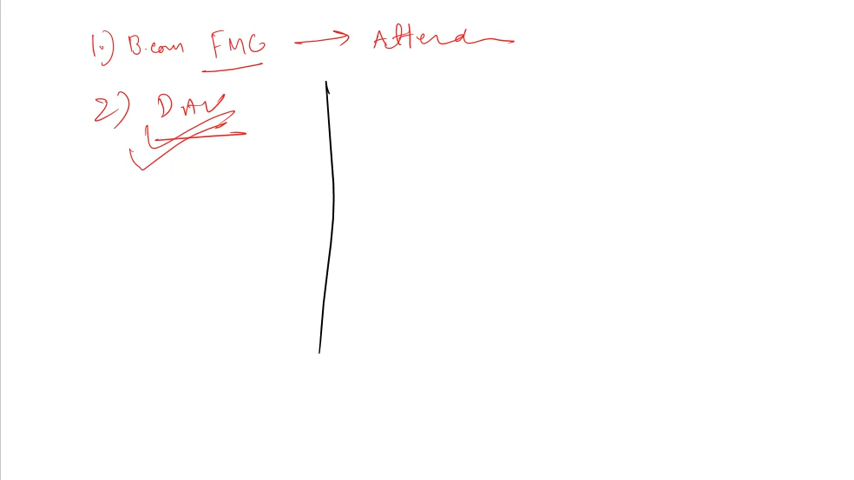 1.) B.com FMG → Attend
2) DAV